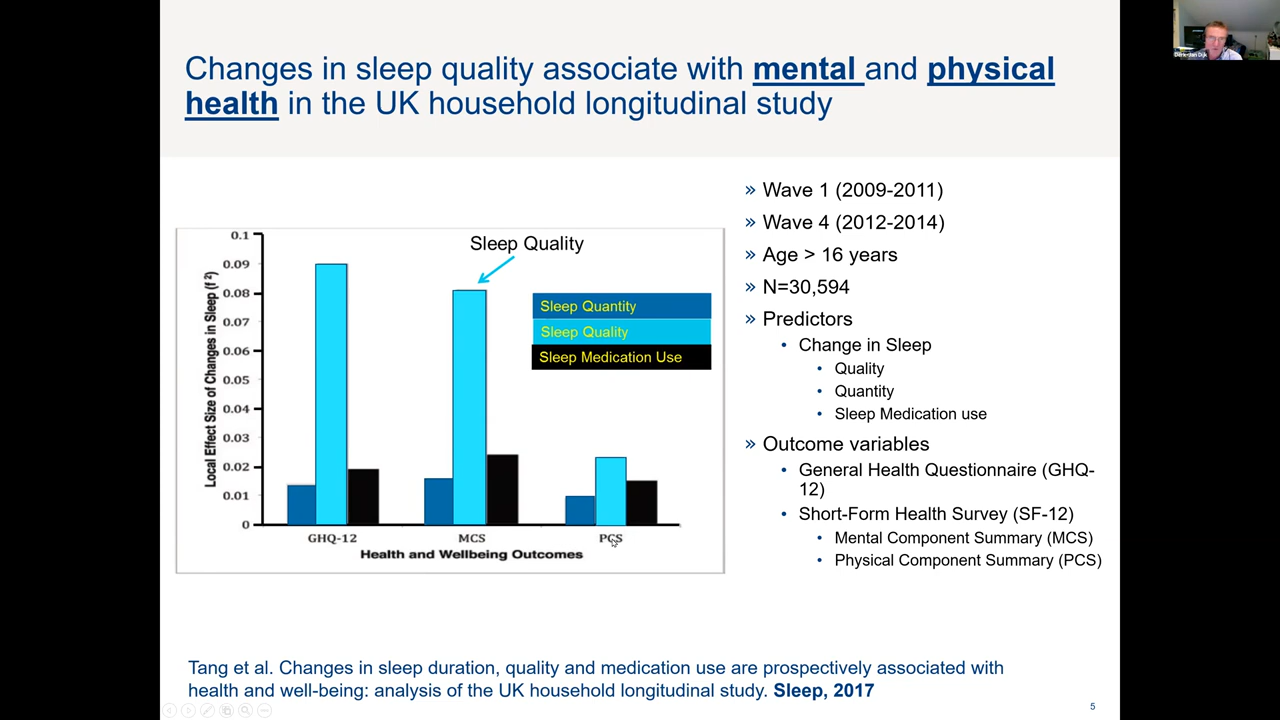 Changes in sleep quality associate with mental and physical
health in the UK household longitudinal study
Local Effect Size of Changes in Sleep (f²)
0.1
0.09
0.08
0.07
0.06
0.05
0.04
0.03
0.02
0.01
0
Sleep Quality
Sleep Quantity
Sleep Quality
Sleep Medication Use
GHQ-12
MCS
PCS
Health and Wellbeing Outcomes
» Wave 1 (2009-2011)
» Wave 4 (2012-2014)
» Age > 16 years
» N=30,594
» Predictors
• Change in Sleep
• Quality
• Quantity
• Sleep Medication use
» Outcome variables
• General Health Questionnaire (GHQ-
12)
• Short-Form Health Survey (SF-12)
• Mental Component Summary (MCS)
• Physical Component Summary (PCS)
Tang et al. Changes in sleep duration, quality and medication use are prospectively associated with
health and well-being: analysis of the UK household longitudinal study. Sleep, 2017
5